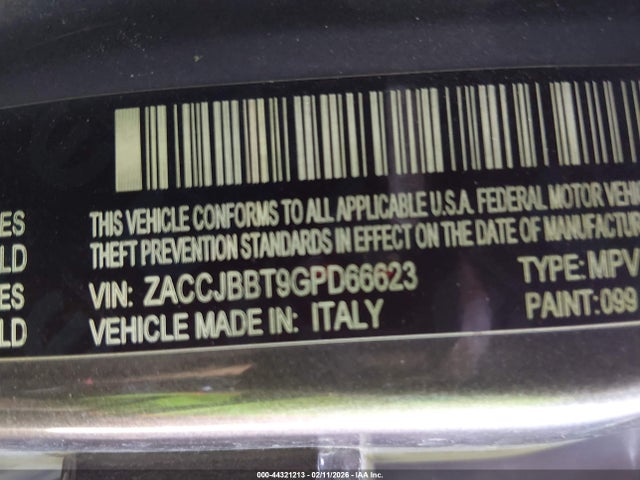 THIS VEHICLE CONFORMS TO ALL APPLICABLE U.S.A. FEDERAL MOTOR VEHI
ES THEFT PREVENTION STANDARDS IN EFFECT ON THE DATE OF MANUFACTUR
LD
ES VIN: ZACCJBBT9GPD66623 TYPE: MPV
LD VEHICLE MADE IN: ITALY PAINT: 099
000-44321213 - 02/11/2026 - IAA Inc.